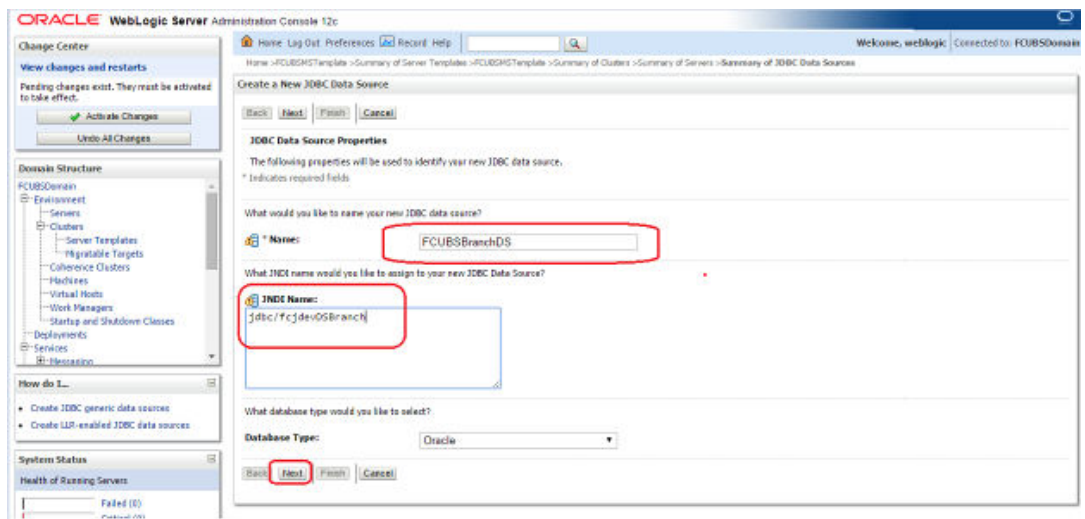 ORACLE WebLogic Server Administration Console 12c
Change Center
View changes and restarts
Pending changes exist. They must be activated
to take effect.
Activate Changes
Undo All Changes
Domain Structure
FCUBSDomain
Environment
Servers
Clusters
Server Templates
Migratable Targets
Coherence Clusters
Machines
Virtual Hosts
Work Managers
Startup and Shutdown Classes
Deployments
Services
Messaging
How do I...
Create JDBC generic data sources
Create LLR-enabled JDBC data sources
System Status
Health of Running Servers
Failed (0)
Critical (0)
Home Log Out Preferences Record Help
Welcome, weblogic Connected to: FCUBSDomain
Home >FCUBSMSTemplate >Summary of Server Templates >FCUBSMSTemplate >Summary of Clusters >Summary of Servers >Summary of JDBC Data Sources
Create a New JDBC Data Source
Back Next Finish Cancel
JDBC Data Source Properties
The following properties will be used to identify your new JDBC data source.
* Indicates required fields
What would you like to name your new JDBC data source?
* Name: FCUBSBranchDS
What JNDI name would you like to assign to your new JDBC Data Source?
JNDI Name:
jdbc/fcjdevDSBranch
What database type would you like to select?
Database Type: Oracle
Back Next Finish Cancel